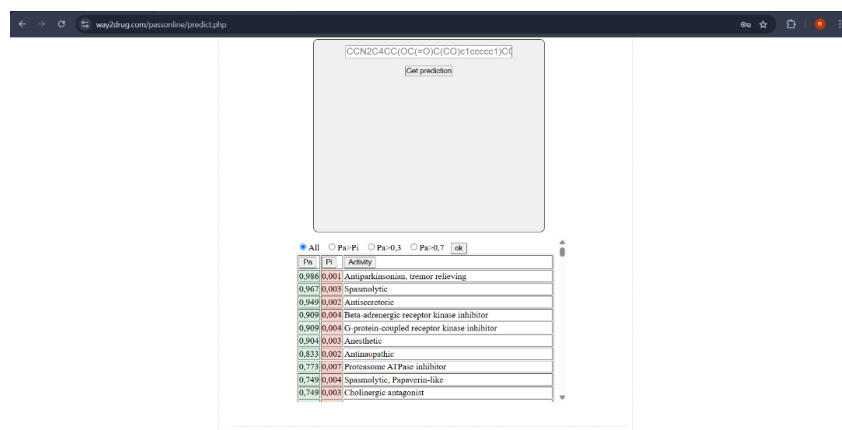 way2drug.com/passonline/predict.php
CCN2C4CC(OC(=O)C(CO)c1ccccc1)C(
Get prediction
All Pa>Pi Pa>0,3 Pa>0,7 ok
Pa Pi Activity
0,986 0,001 Antiparkinsonian, tremor relieving
0,967 0,003 Spasmolytic
0,949 0,002 Antisecretoric
0,909 0,004 Beta-adrenergic receptor kinase inhibitor
0,909 0,004 G-protein-coupled receptor kinase inhibitor
0,904 0,003 Anesthetic
0,833 0,002 Antinaupathic
0,773 0,007 Proteasome ATPase inhibitor
0,749 0,004 Spasmolytic, Papaverin-like
0,749 0,003 Cholinergic antagonist